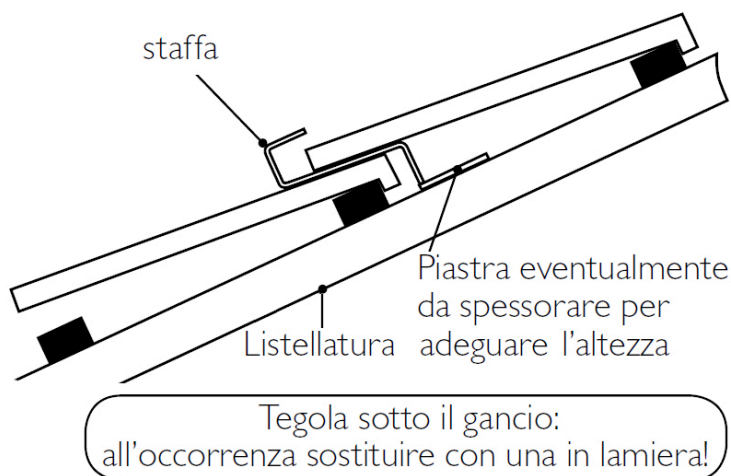 staffa
Piastra eventualmente
da spessorare per
adeguare l'altezza
Listellatura
Tegola sotto il gancio:
all'occorrenza sostituire con una in lamiera!